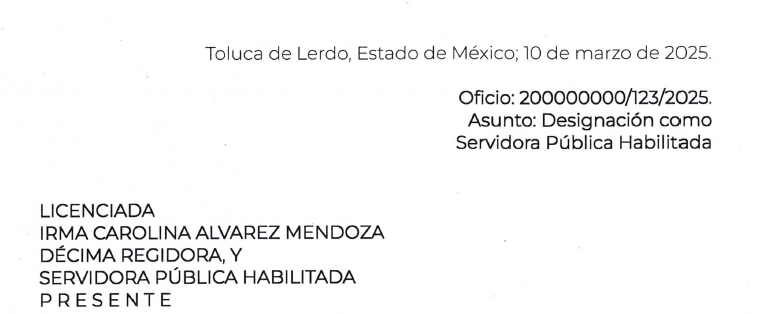 Toluca de Lerdo, Estado de México; 10 de marzo de 2025.
Oficio: 200000000/123/2025.
Asunto: Designación como
Servidora Pública Habilitada
LICENCIADA
IRMA CAROLINA ALVAREZ MENDOZA
DÉCIMA REGIDORA, Y
SERVIDORA PÚBLICA HABILITADA
P R E S E N T E